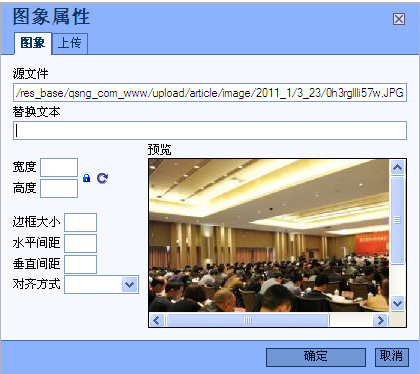 图象属性
图象 上传
源文件
/res_base/qsng_com_www/upload/article/image/2011_1/3_23/0h3rgllli57w.JPG
替换文本
预览
宽度
高度
边框大小
水平间距
垂直间距
对齐方式
确定 取消